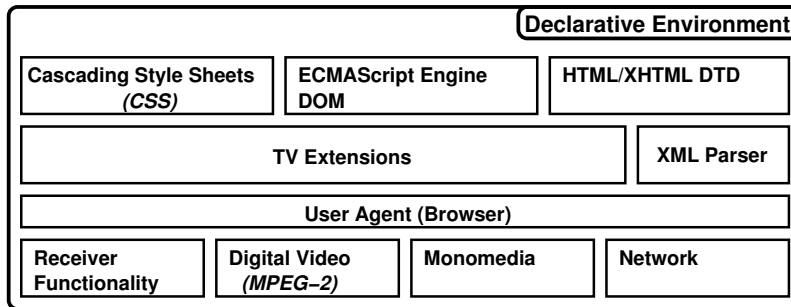 Declarative Environment
Cascading Style Sheets
(CSS)
ECMAScript Engine
DOM
HTML/XHTML DTD
TV Extensions
XML Parser
User Agent (Browser)
Receiver
Functionality
Digital Video
(MPEG−2)
Monomedia
Network